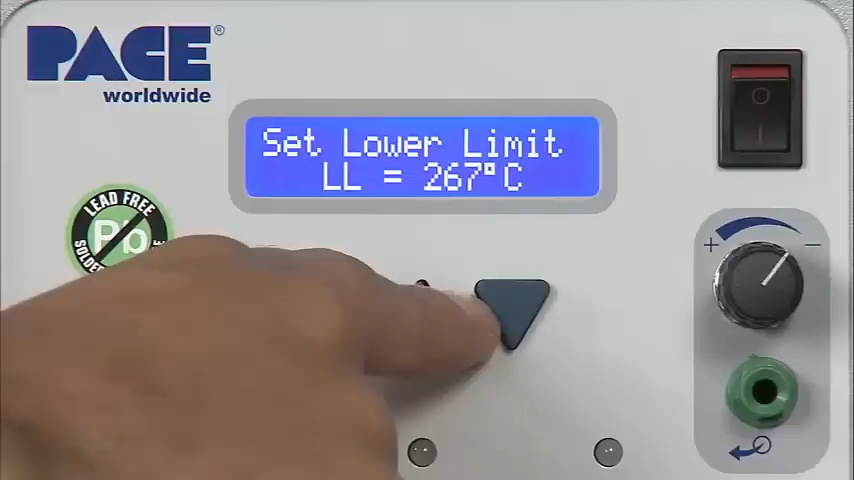 PACE®
worldwide
Set Lower Limit
LL = 267°C
LEAD FREE
Pb
+ −